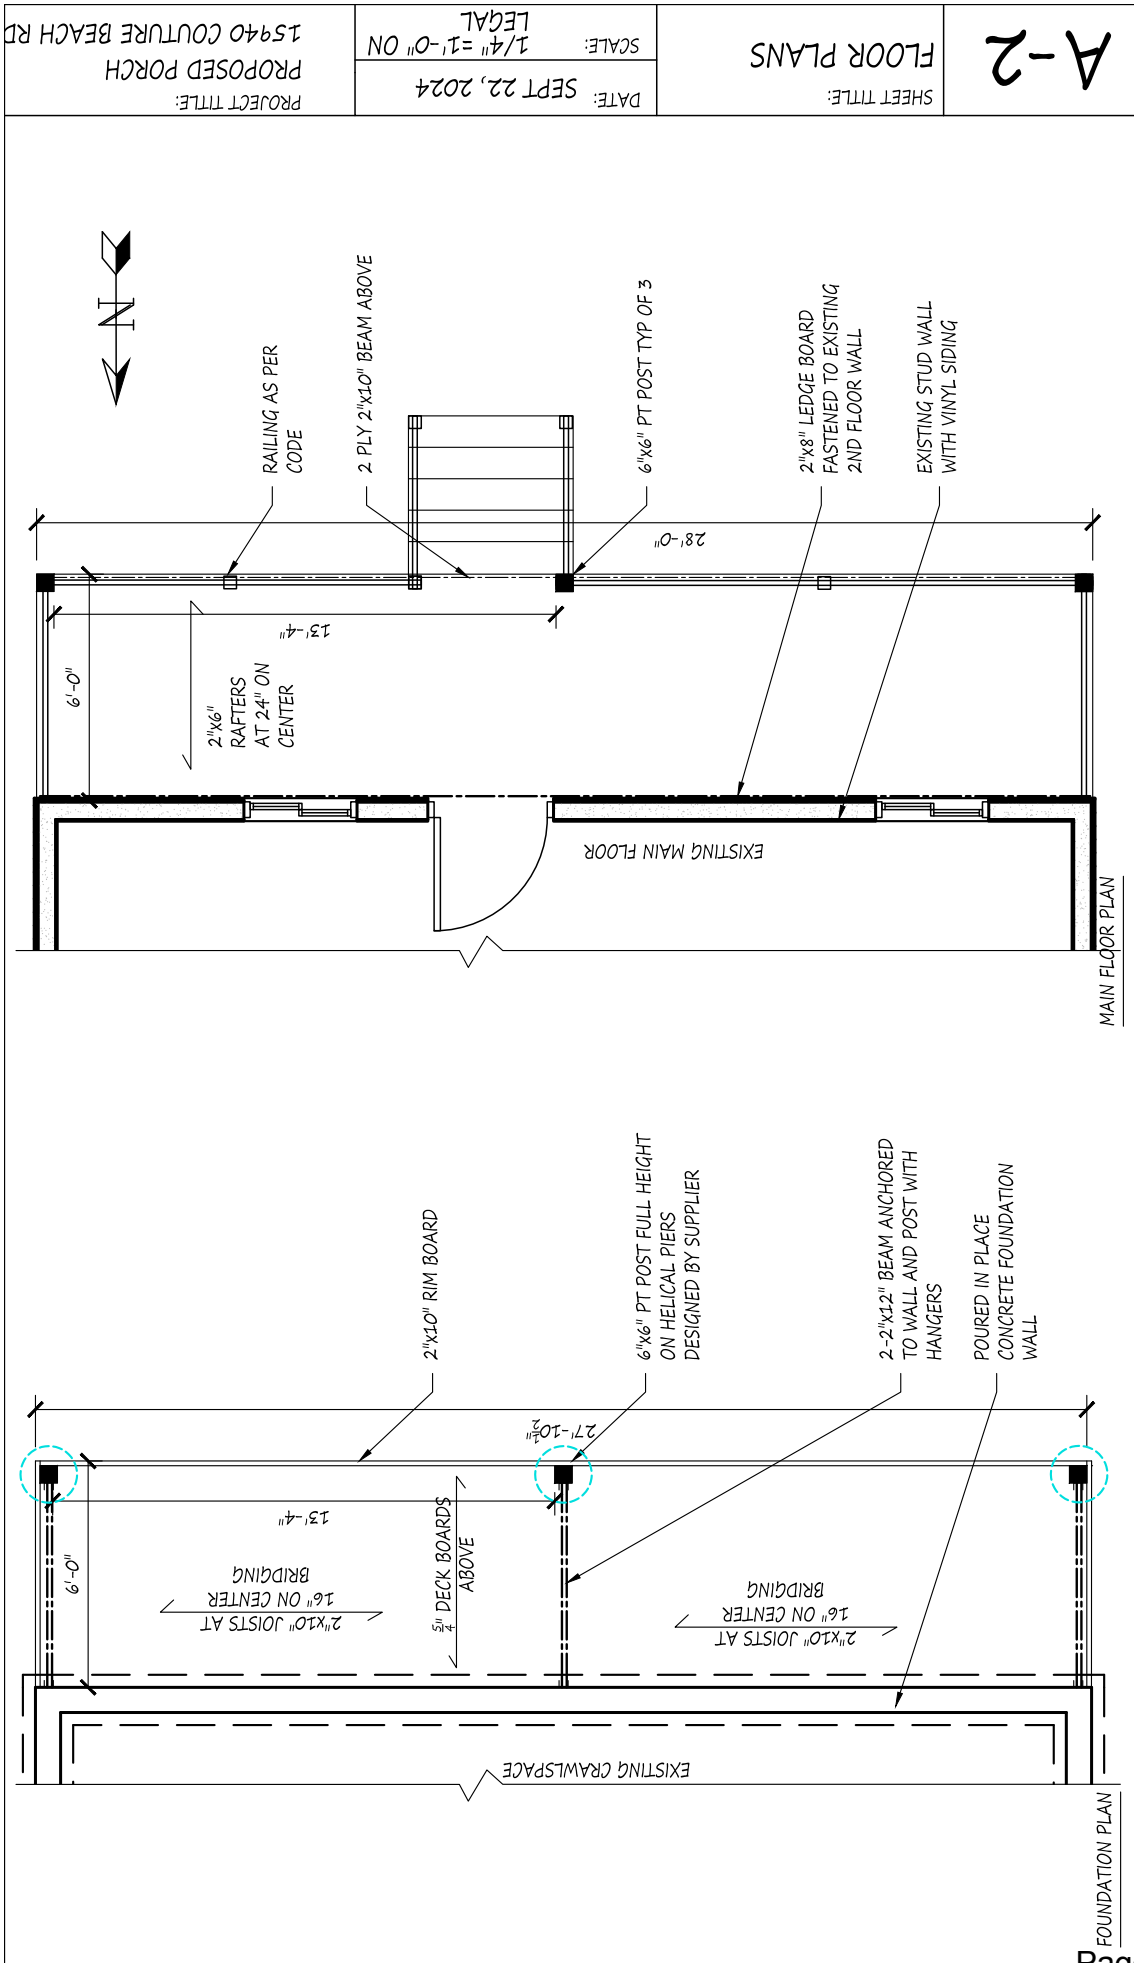 A-2
SHEET TITLE:
FLOOR PLANS
DATE: SEPT 22, 2024
SCALE: 1/4" =1'-0" ON
LEGAL
PROJECT TITLE:
PROPOSED PORCH
15940 COUTURE BEACH RD
N
RAILING AS PER
CODE
2 PLY 2"x10" BEAM ABOVE
6"x6" PT POST TYP OF 3
2"x8" LEDGE BOARD
FASTENED TO EXISTING
2ND FLOOR WALL
EXISTING STUD WALL
WITH VINYL SIDING
28'-0"
13'-4"
6'-0"
2"x6"
RAFTERS
AT 24" ON
CENTER
EXISTING MAIN FLOOR
MAIN FLOOR PLAN
2"x10" RIM BOARD
6"x6" PT POST FULL HEIGHT
ON HELICAL PIERS
DESIGNED BY SUPPLIER
2-2"x12" BEAM ANCHORED
TO WALL AND POST WITH
HANGERS
POURED IN PLACE
CONCRETE FOUNDATION
WALL
27'-10½"
13'-4"
6'-0"
2"x10" JOISTS AT
16" ON CENTER
BRIDGING
5/4" DECK BOARDS
ABOVE
2"x10" JOISTS AT
16" ON CENTER
BRIDGING
EXISTING CRAWLSPACE
FOUNDATION PLAN